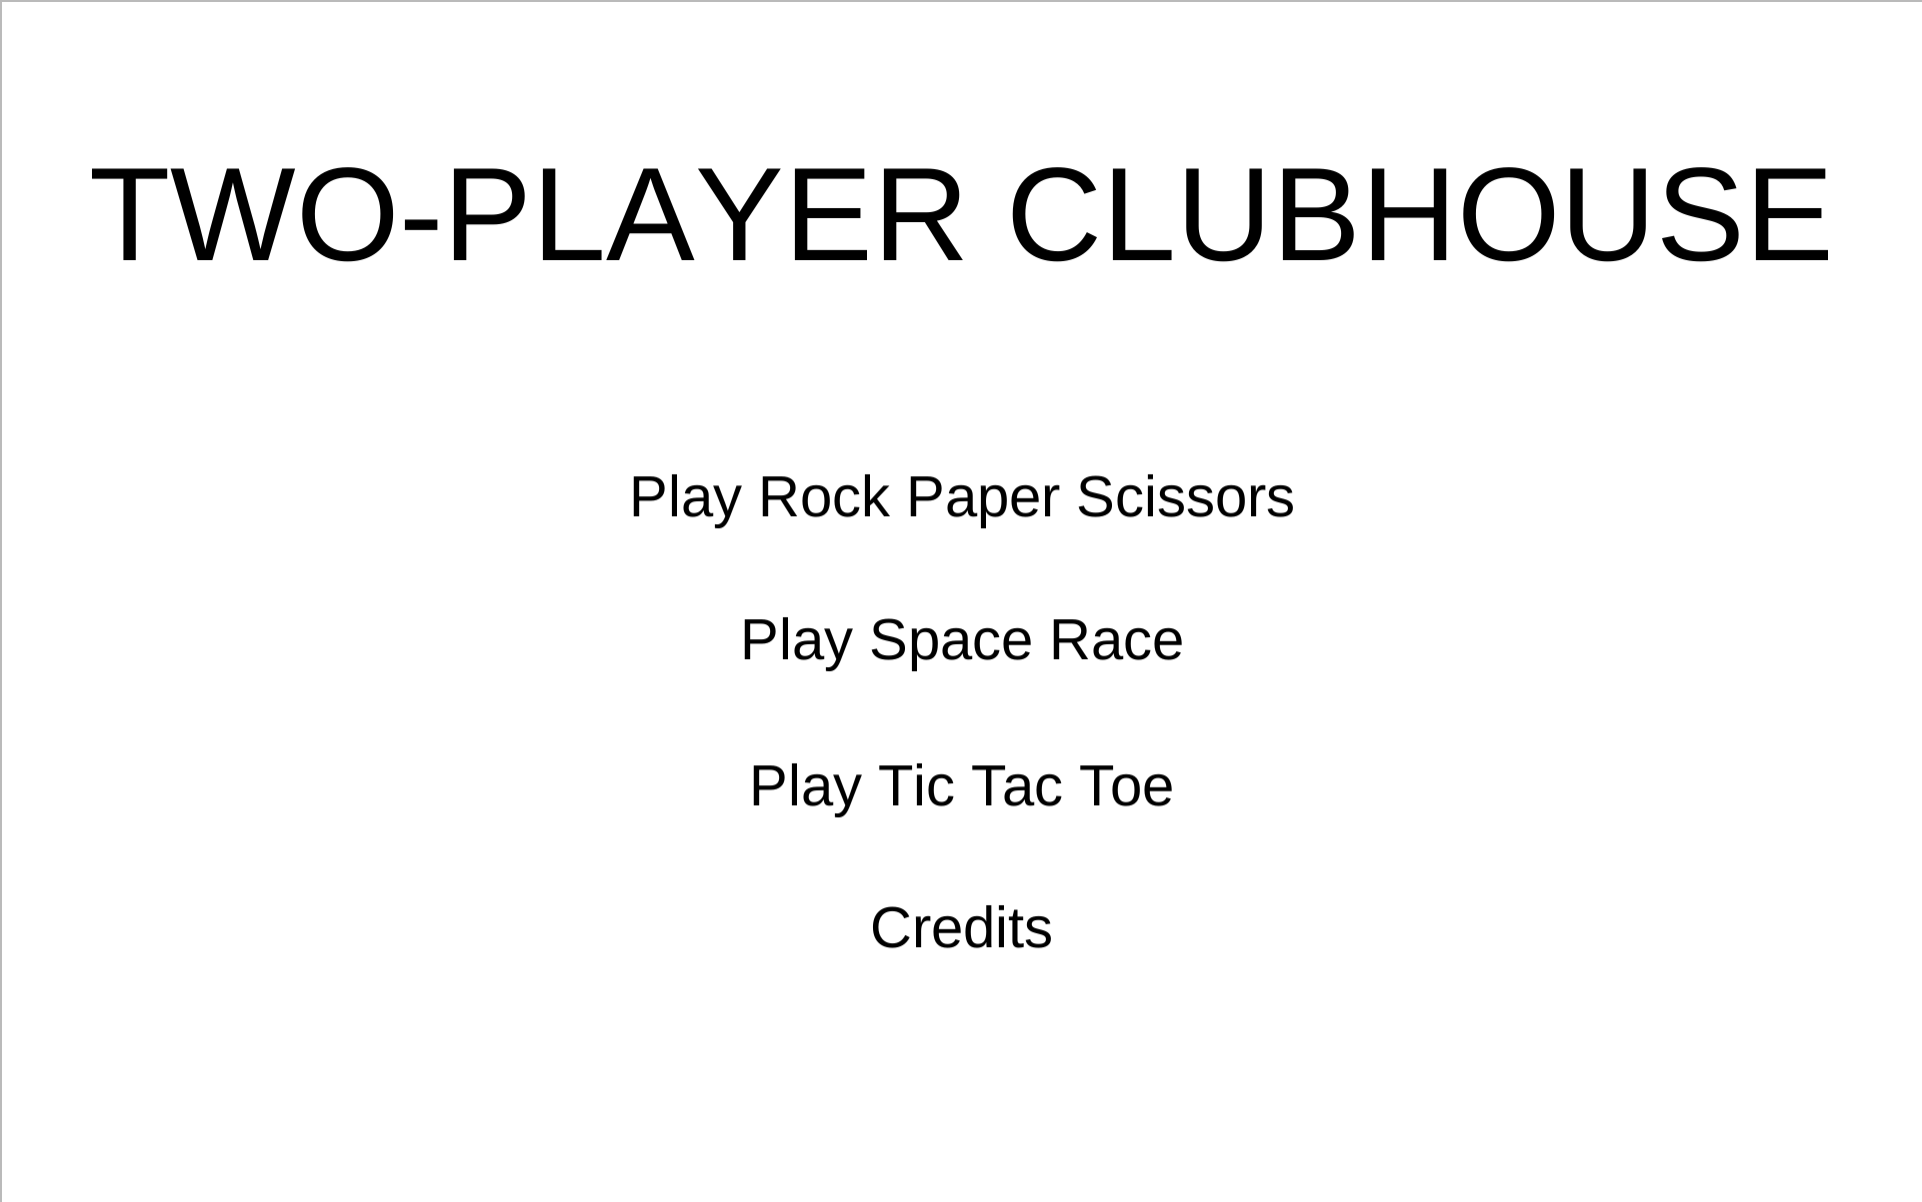 TWO-PLAYER CLUBHOUSE
Play Rock Paper Scissors
Play Space Race
Play Tic Tac Toe
Credits